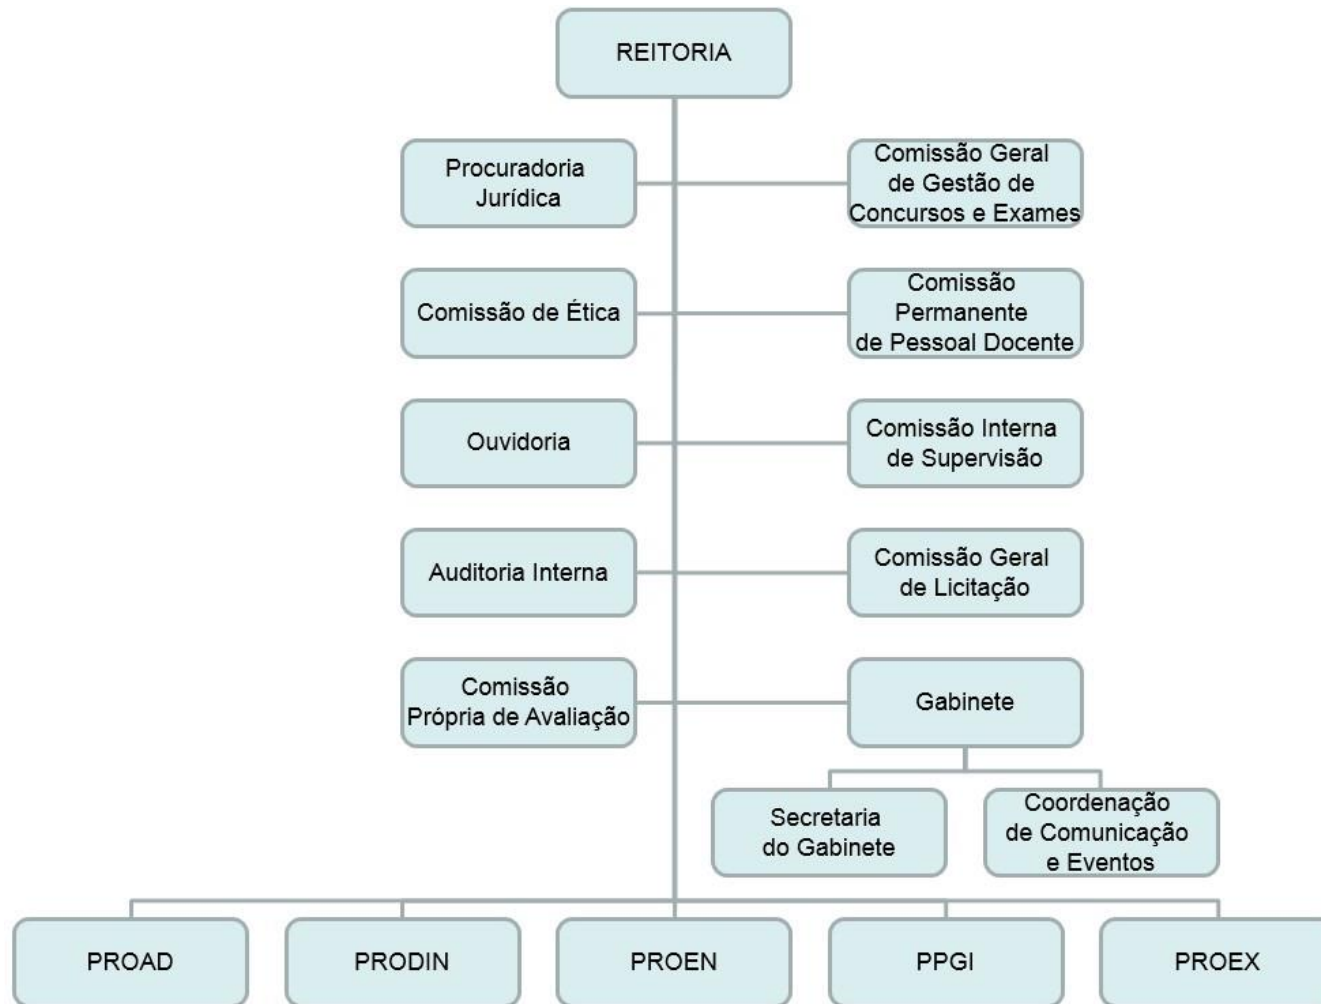 REITORIA
Procuradoria
Jurídica
Comissão Geral
de Gestão de
Concursos e Exames
Comissão de Ética
Comissão
Permanente
de Pessoal Docente
Ouvidoria
Comissão Interna
de Supervisão
Auditoria Interna
Comissão Geral
de Licitação
Comissão
Própria de Avaliação
Gabinete
Secretaria
do Gabinete
Coordenação
de Comunicação
e Eventos
PROAD
PRODIN
PROEN
PPGI
PROEX